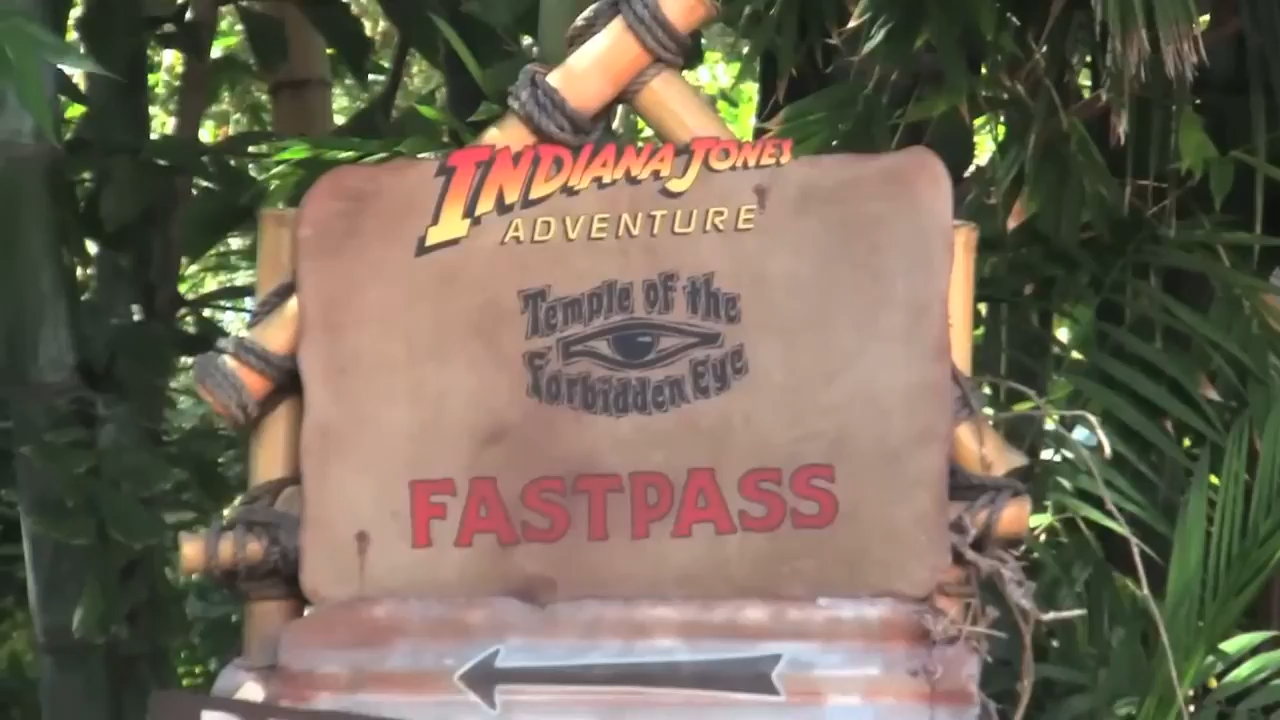 INDIANA JONES
ADVENTURE
Temple of the
Forbidden Eye
FASTPASS